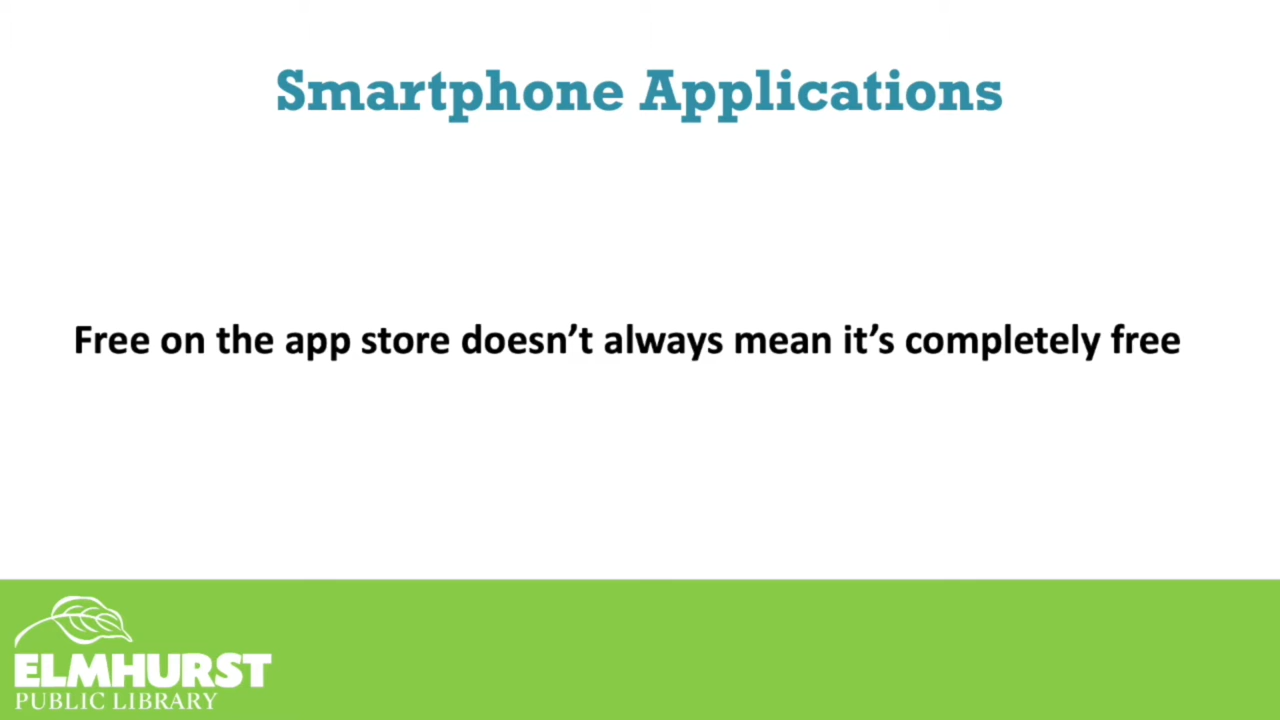 Smartphone Applications
Free on the app store doesn’t always mean it’s completely free
ELMHURST
PUBLIC LIBRARY